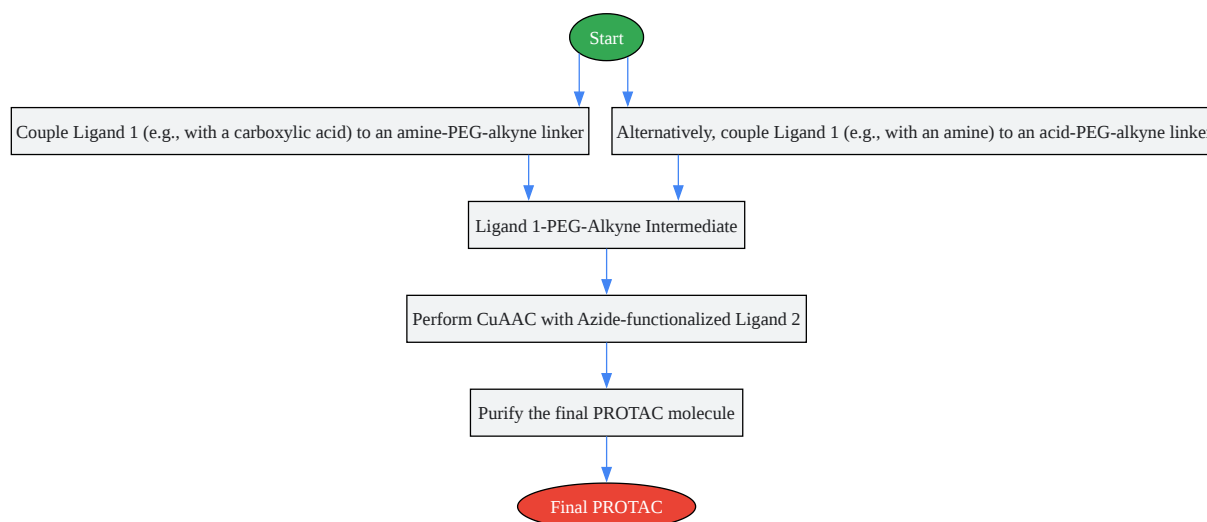 Start
Couple Ligand 1 (e.g., with a carboxylic acid) to an amine-PEG-alkyne linker
Alternatively, couple Ligand 1 (e.g., with an amine) to an acid-PEG-alkyne linker
Ligand 1-PEG-Alkyne Intermediate
Perform CuAAC with Azide-functionalized Ligand 2
Purify the final PROTAC molecule
Final PROTAC